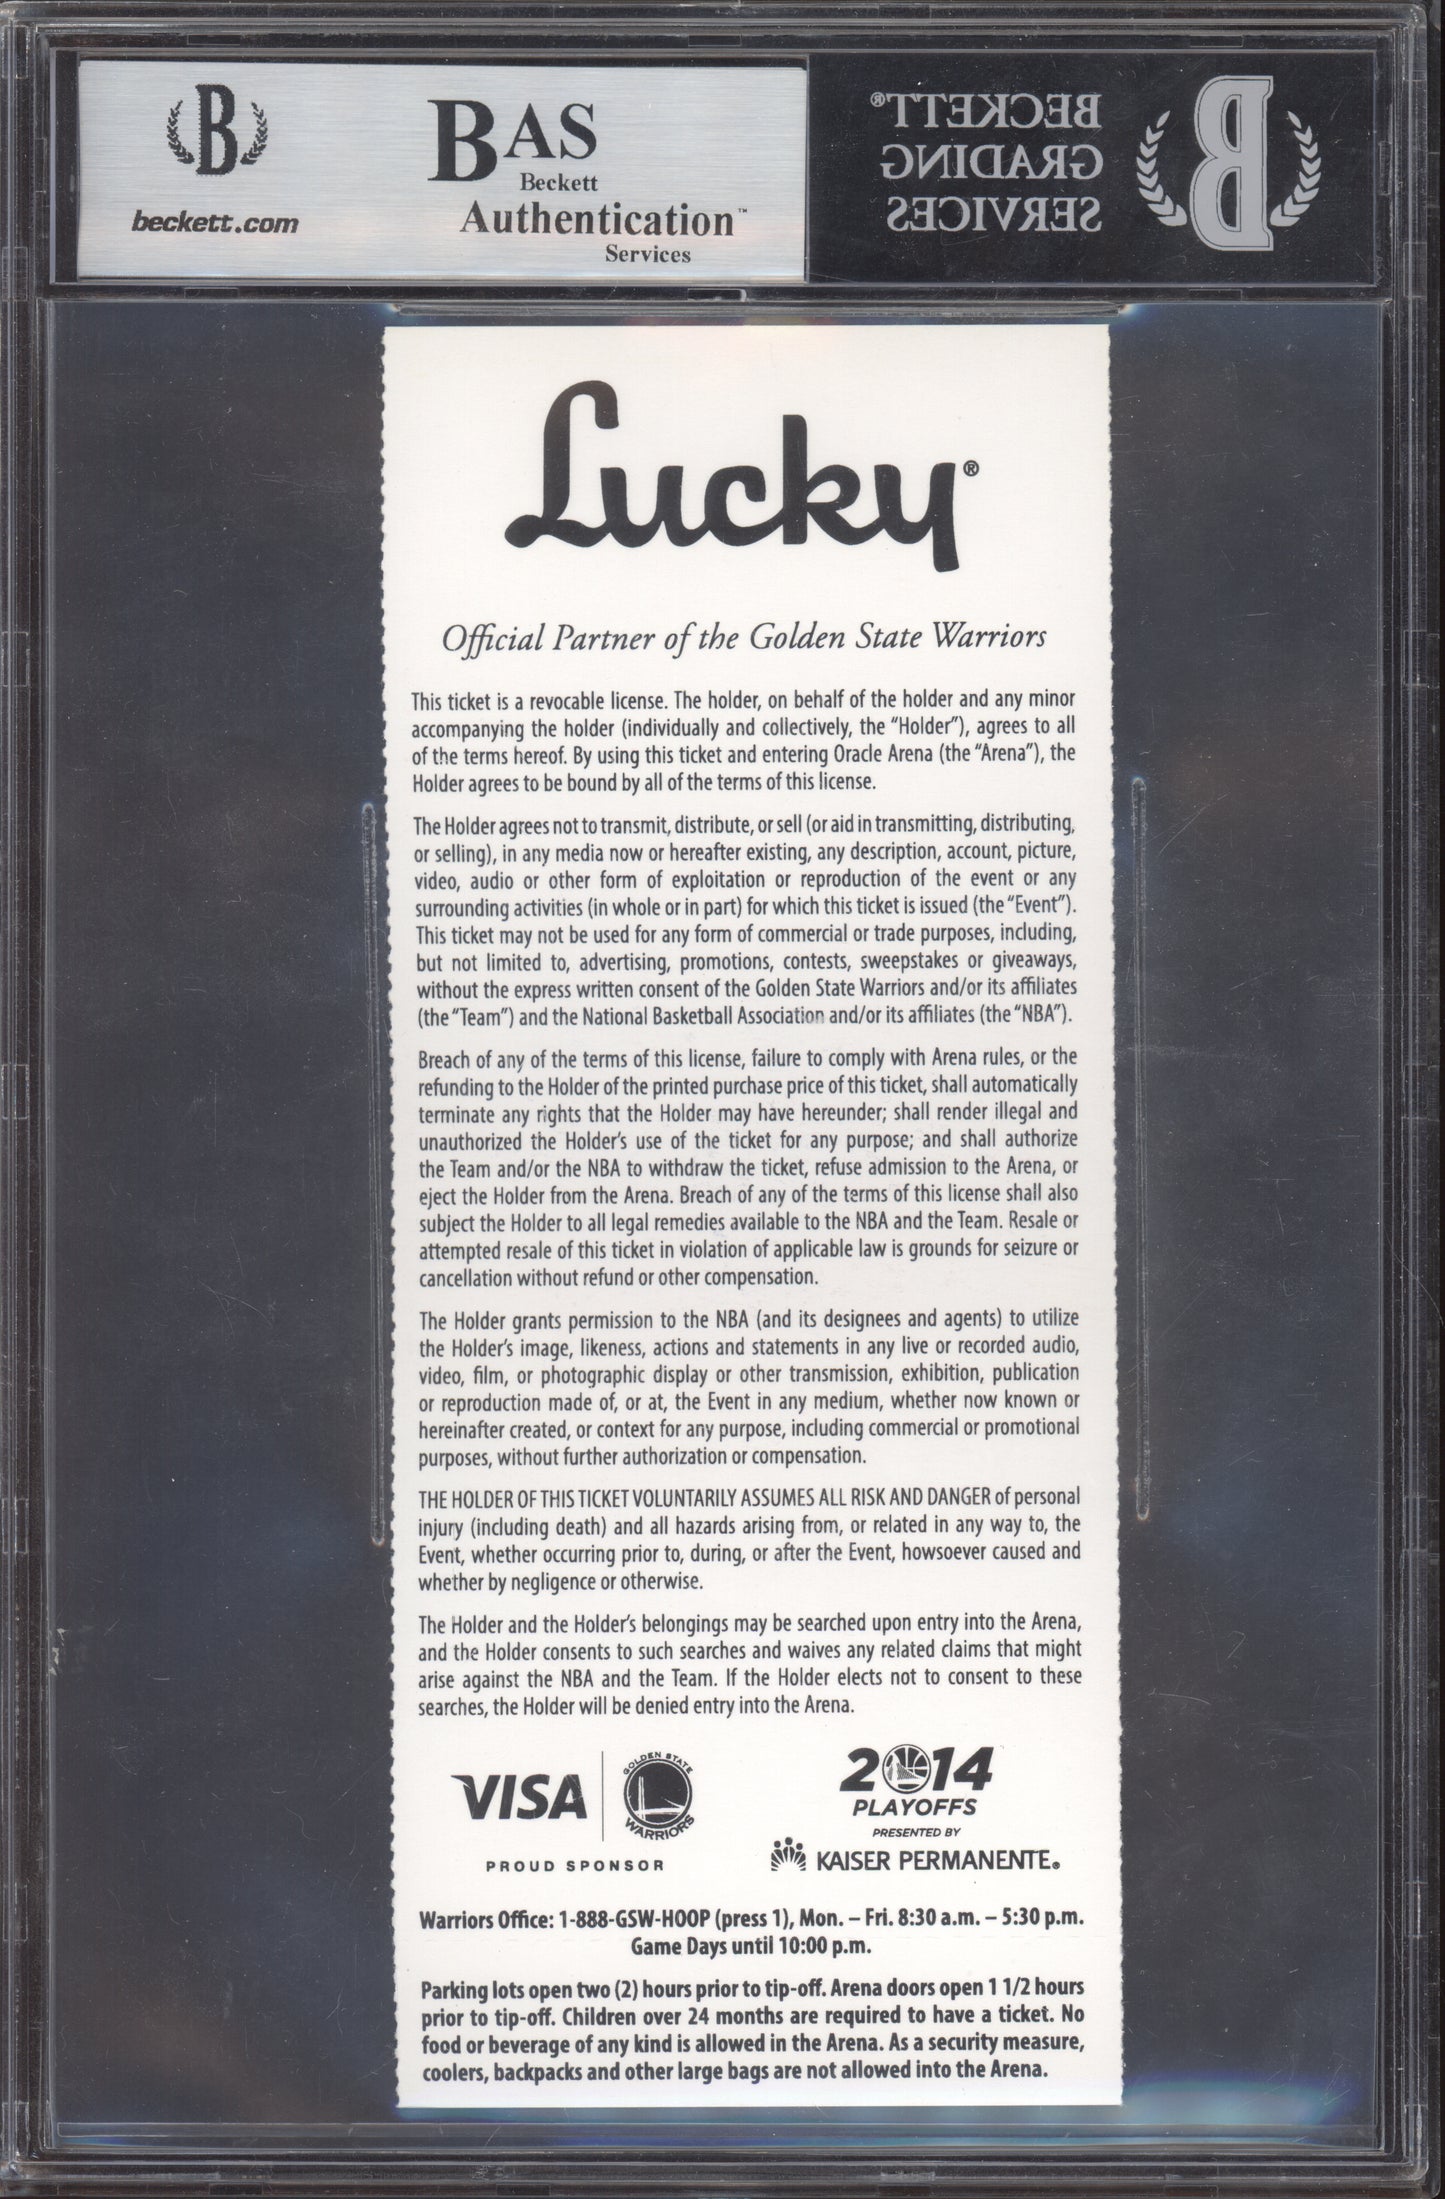 B
beckett.com
BAS
Beckett
Authentication™
Services
BECKETT®
GRADING
SERVICES
B
Lucky®
Official Partner of the Golden State Warriors
This ticket is a revocable license. The holder, on behalf of the holder and any minor
accompanying the holder (individually and collectively, the “Holder”), agrees to all
of the terms hereof. By using this ticket and entering Oracle Arena (the “Arena”), the
Holder agrees to be bound by all of the terms of this license.
The Holder agrees not to transmit, distribute, or sell (or aid in transmitting, distributing,
or selling), in any media now or hereafter existing, any description, account, picture,
video, audio or other form of exploitation or reproduction of the event or any
surrounding activities (in whole or in part) for which this ticket is issued (the “Event”).
This ticket may not be used for any form of commercial or trade purposes, including,
but not limited to, advertising, promotions, contests, sweepstakes or giveaways,
without the express written consent of the Golden State Warriors and/or its affiliates
(the “Team”) and the National Basketball Association and/or its affiliates (the “NBA”).
Breach of any of the terms of this license, failure to comply with Arena rules, or the
refunding to the Holder of the printed purchase price of this ticket, shall automatically
terminate any rights that the Holder may have hereunder; shall render illegal and
unauthorized the Holder’s use of the ticket for any purpose; and shall authorize
the Team and/or the NBA to withdraw the ticket, refuse admission to the Arena, or
eject the Holder from the Arena. Breach of any of the terms of this license shall also
subject the Holder to all legal remedies available to the NBA and the Team. Resale or
attempted resale of this ticket in violation of applicable law is grounds for seizure or
cancellation without refund or other compensation.
The Holder grants permission to the NBA (and its designees and agents) to utilize
the Holder’s image, likeness, actions and statements in any live or recorded audio,
video, film, or photographic display or other transmission, exhibition, publication
or reproduction made of, or at, the Event in any medium, whether now known or
hereinafter created, or context for any purpose, including commercial or promotional
purposes, without further authorization or compensation.
THE HOLDER OF THIS TICKET VOLUNTARILY ASSUMES ALL RISK AND DANGER of personal
injury (including death) and all hazards arising from, or related in any way to, the
Event, whether occurring prior to, during, or after the Event, howsoever caused and
whether by negligence or otherwise.
The Holder and the Holder’s belongings may be searched upon entry into the Arena,
and the Holder consents to such searches and waives any related claims that might
arise against the NBA and the Team. If the Holder elects not to consent to these
searches, the Holder will be denied entry into the Arena.
VISA
GOLDEN STATE
WARRIORS
PROUD SPONSOR
2014
PLAYOFFS
PRESENTED BY
KAISER PERMANENTE®
Warriors Office: 1-888-GSW-HOOP (press 1), Mon. – Fri. 8:30 a.m. – 5:30 p.m.
Game Days until 10:00 p.m.
Parking lots open two (2) hours prior to tip-off. Arena doors open 1 1/2 hours
prior to tip-off. Children over 24 months are required to have a ticket. No
food or beverage of any kind is allowed in the Arena. As a security measure,
coolers, backpacks and other large bags are not allowed into the Arena.